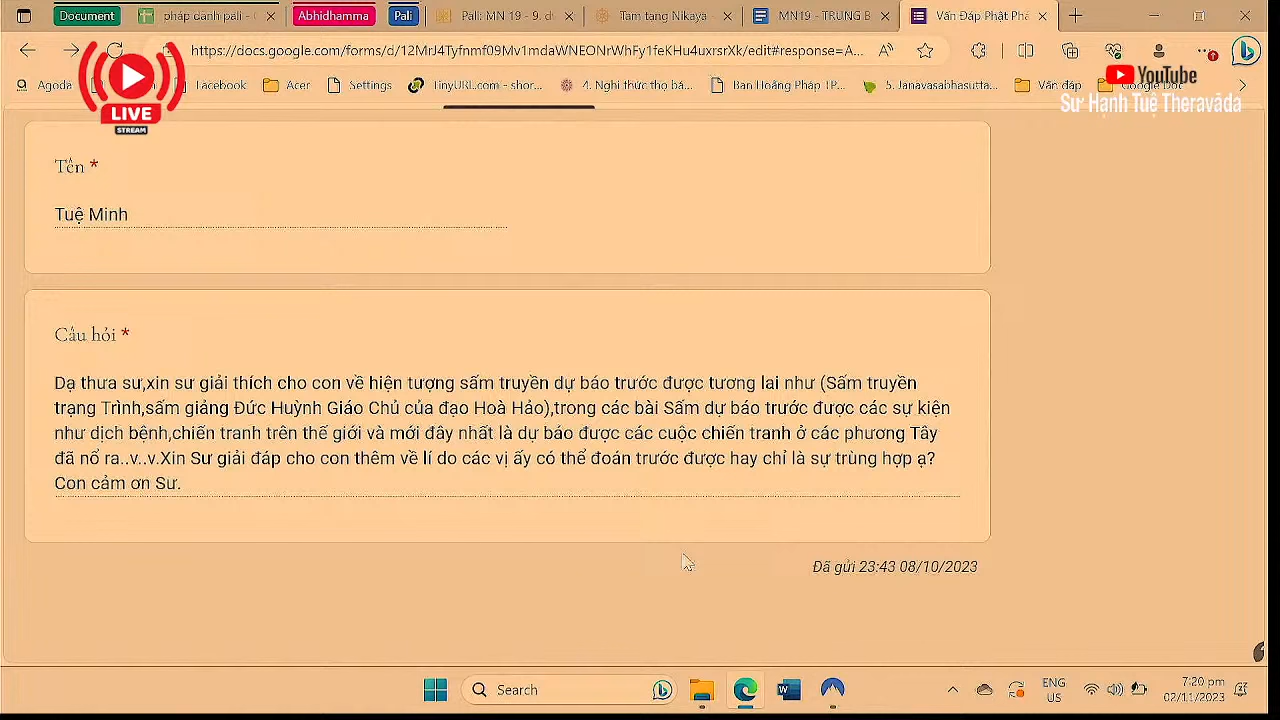 Document
pháp danh pali - G
Abhidhamma
Pali
Pali: MN 19 - 9. d
Tam tạng Nikaya
MN19 - TRUNG B
Vấn Đáp Phật Ph
https://docs.google.com/forms/d/12MrJ4Tyfnmf09Mv1mdaWNEONrWhFy1feKHu4uxrsrXk/edit#response=A...
Agoda
Facebook
Acer
Settings
TinyURL.com - shor...
4. Nghi thức thọ bá...
Ban Hoằng Pháp TP...
5. Janavasabhasutta...
Vấn đáp
Google Dot
LIVE
STREAM
YouTube
Sư Hạnh Tuệ Theravāda
Tên *
Tuệ Minh
Câu hỏi *
Dạ thưa sư,xin sư giải thích cho con về hiện tượng sấm truyền dự báo trước được tương lai như (Sấm truyền
trạng Trình,sấm giảng Đức Huỳnh Giáo Chủ của đạo Hoà Hảo),trong các bài Sấm dự báo trước được các sự kiện
như dịch bệnh,chiến tranh trên thế giới và mới đây nhất là dự báo được các cuộc chiến tranh ở các phương Tây
đã nổ ra..v..v.Xin Sư giải đáp cho con thêm về lí do các vị ấy có thể đoán trước được hay chỉ là sự trùng hợp ạ?
Con cảm ơn Sư.
Đã gửi 23:43 08/10/2023
Search
ENG
US
7:20 pm
02/11/2023